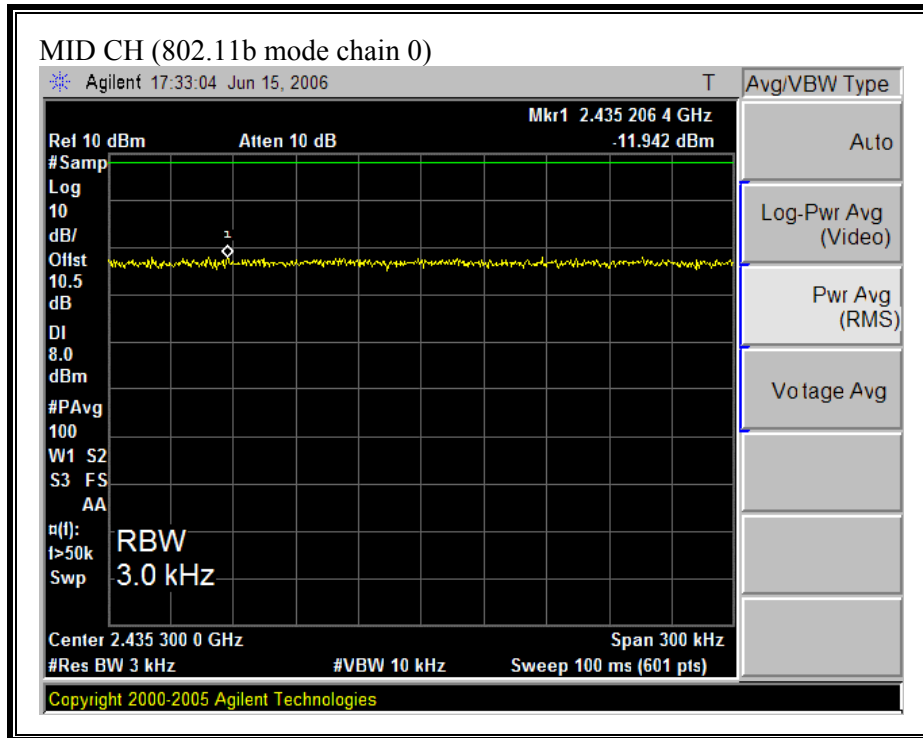 MID CH (802.11b mode chain 0)
Agilent 17:33:04 Jun 15, 2006 T
Avg/VBW Type
Mkr1 2.435 206 4 GHz
Ref 10 dBm Atten 10 dB -11.942 dBm
#Samp
Log
10
dB/
Offst
10.5
dB
DI
8.0
dBm
#PAvg
100
W1 S2
S3 FS
AA
¤(f):
f>50k
Swp
1
RBW
3.0 kHz
Center 2.435 300 0 GHz Span 300 kHz
#Res BW 3 kHz #VBW 10 kHz Sweep 100 ms (601 pts)
Copyright 2000-2005 Agilent Technologies
Auto
Log-Pwr Avg
(Video)
Pwr Avg
(RMS)
Voltage Avg